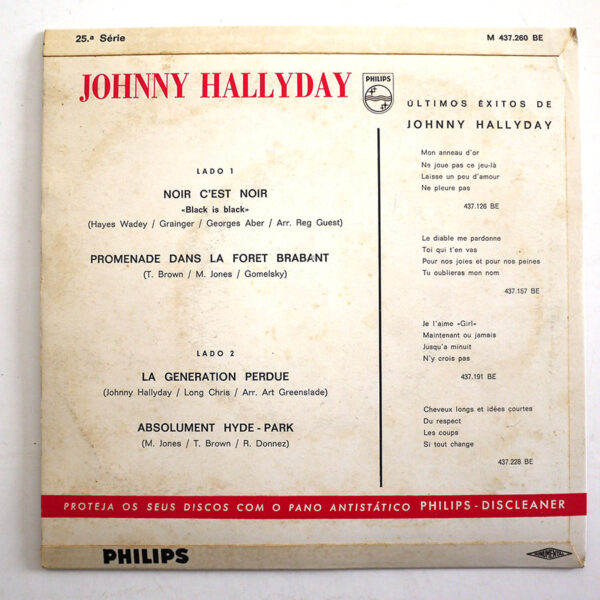 25.ª Série
M 437.260 BE
JOHNNY HALLYDAY
PHILIPS
LADO 1
NOIR C'EST NOIR
«Black is black»
(Hayes Wadey / Grainger / Georges Aber / Arr. Reg Guest)
PROMENADE DANS LA FORET BRABANT
(T. Brown / M. Jones / Gomelsky)
LADO 2
LA GENERATION PERDUE
(Johnny Hallyday / Long Chris / Arr. Art Greenslade)
ABSOLUMENT HYDE - PARK
(M. Jones / T. Brown / R. Donnez)
ÚLTIMOS ÊXITOS DE
JOHNNY HALLYDAY
Mon anneau d'or
Ne joue pas ce jeu-là
Laisse un peu d'amour
Ne pleure pas
437.126 BE
Le diable me pardonne
Toi qui t'en vas
Pour nos joies et pour nos peines
Tu oublieras mon nom
437.157 BE
Je l'aime «Girl»
Maintenant ou jamais
Jusqu'a minuit
N'y crois pas
437.191 BE
Cheveux longs et idées courtes
Du respect
Les coups
Si tout change
437.228 BE
PROTEJA OS SEUS DISCOS COM O PANO ANTISTÁTICO PHILIPS - DISCLEANER
PHILIPS
MONUMENTAL